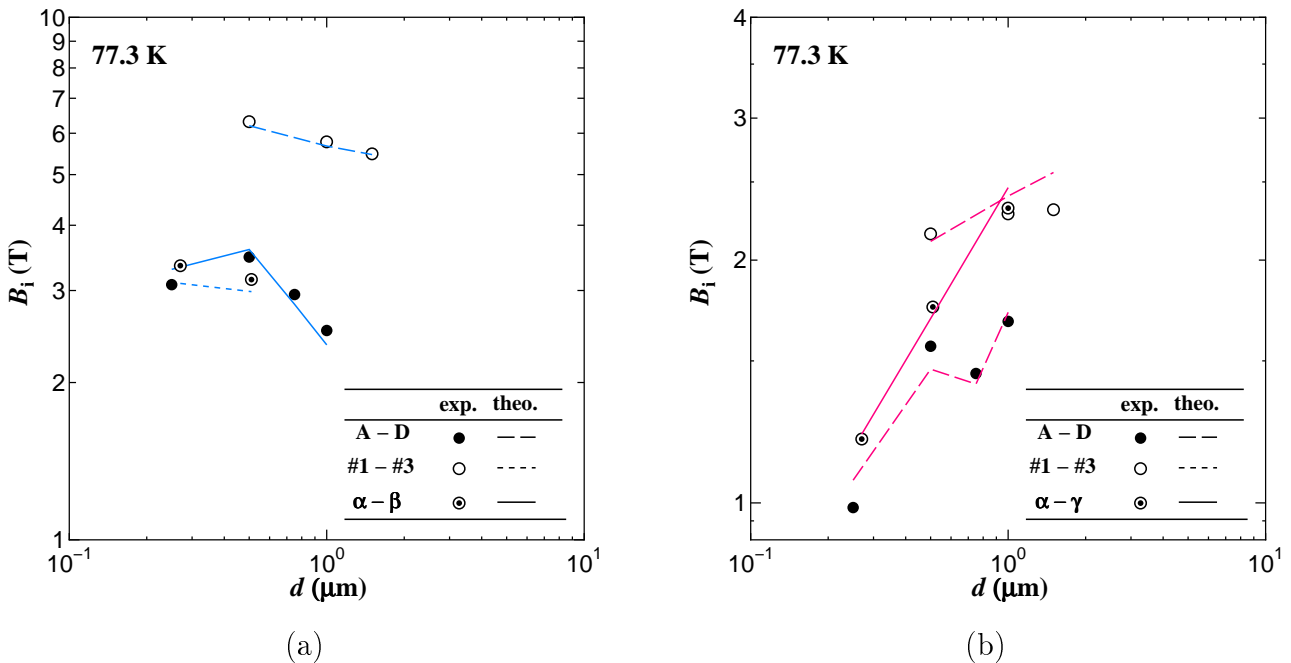 77.3 K
10
9
8
7
6
5
4
3
2
1
B_i (T)
10^−1
10^0
10^1
d (μm)
exp. theo.
A – D
#1 – #3
α – β
(a)
77.3 K
4
3
2
1
B_i (T)
10^−1
10^0
10^1
d (μm)
exp. theo.
A – D
#1 – #3
α – γ
(b)